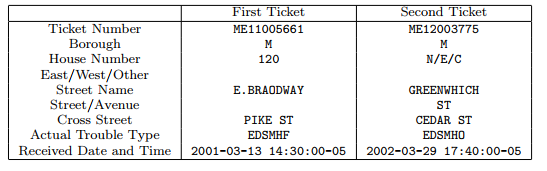 First Ticket Second Ticket
Ticket Number ME11005661 ME12003775
Borough M M
House Number 120 N/E/C
East/West/Other
Street Name E.BRAODWAY GREENWHICH
Street/Avenue ST
Cross Street PIKE ST CEDAR ST
Actual Trouble Type EDSMHF EDSMHO
Received Date and Time 2001-03-13 14:30:00-05 2002-03-29 17:40:00-05